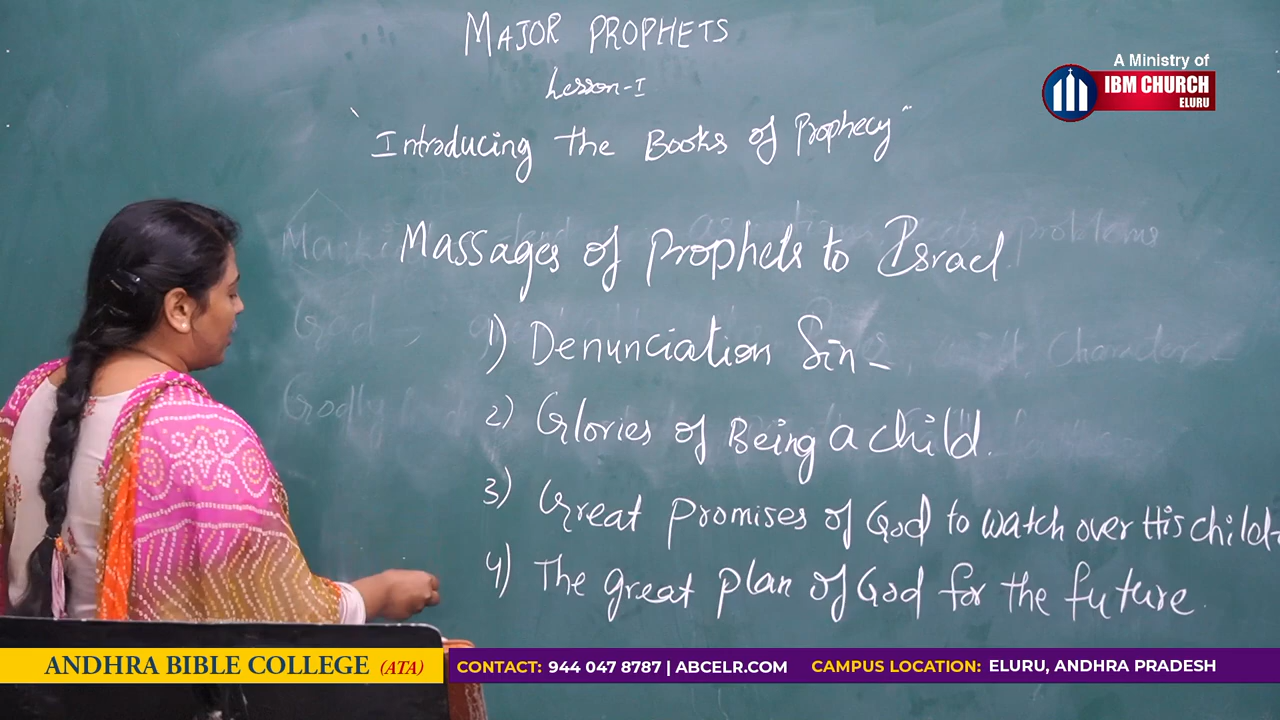 MAJOR PROPHETS
Lesson-I
"Introducing the Books of Prophecy"
Massages of Prophets to Israel
1) Denunciation Sin -
2) Glories of Being a child.
3) Great promises of God to watch over His child-
4) The great plan of God for the future.
problems
God
Godly
A Ministry of
IBM CHURCH
ELURU
ANDHRA BIBLE COLLEGE (ATA)
CONTACT: 944 047 8787 | ABCELR.COM CAMPUS LOCATION: ELURU, ANDHRA PRADESH